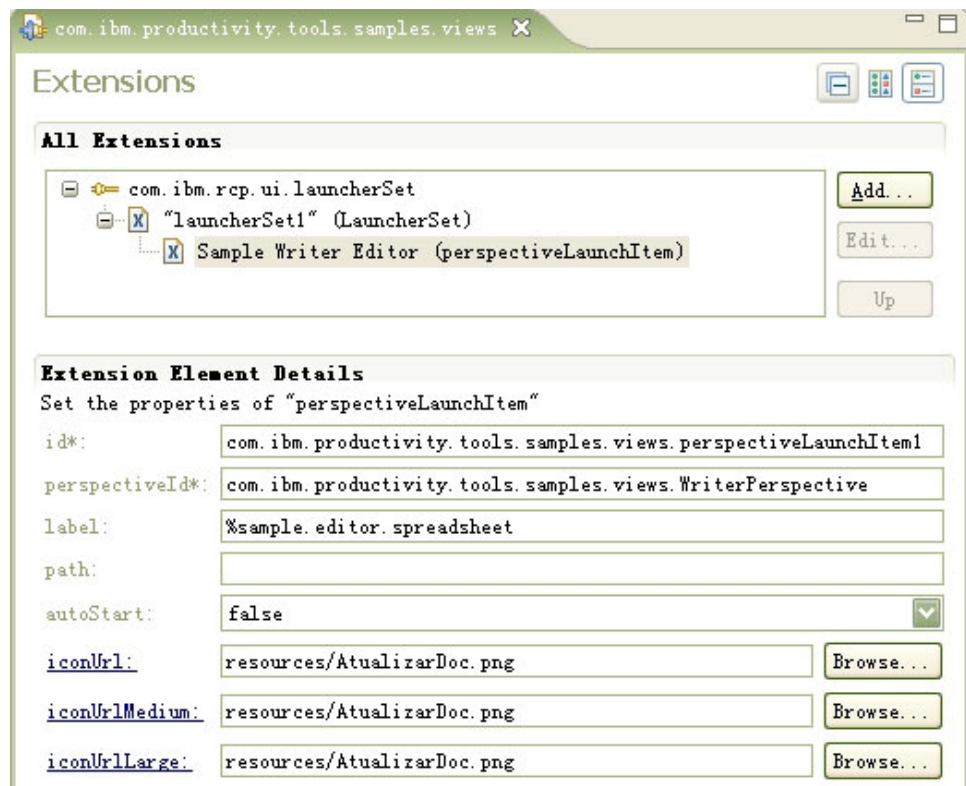 com.ibm.productivity.tools.samples.views
Extensions
All Extensions
com.ibm.rcp.ui.launcherSet
"launcherSet1" (LauncherSet)
Sample Writer Editor (perspectiveLaunchItem)
Add...
Edit...
Up
Extension Element Details
Set the properties of "perspectiveLaunchItem"
id*: com.ibm.productivity.tools.samples.views.perspectiveLaunchItem1
perspectiveId*: com.ibm.productivity.tools.samples.views.WriterPerspective
label: %sample.editor.spreadsheet
path:
autoStart: false
iconUrl: resources/AtualizarDoc.png Browse...
iconUrlMedium: resources/AtualizarDoc.png Browse...
iconUrlLarge: resources/AtualizarDoc.png Browse...